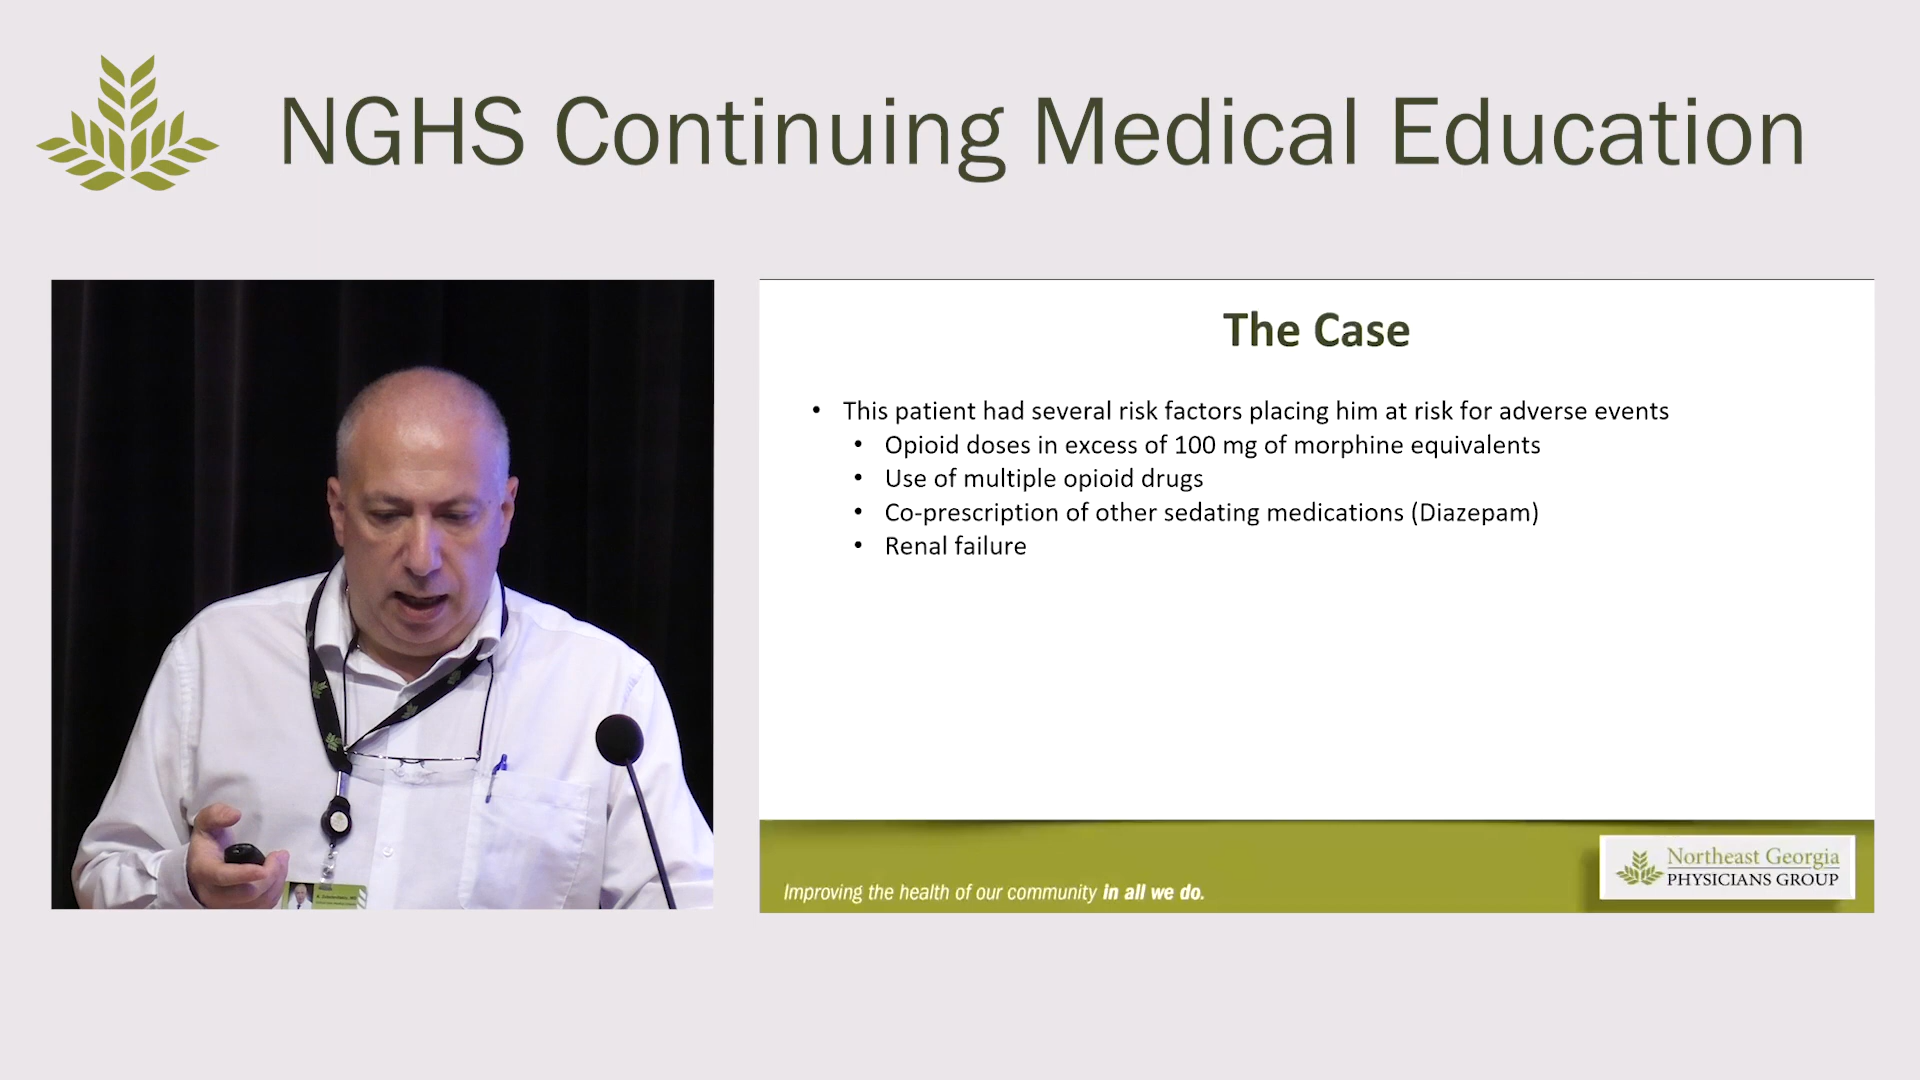 NGHS Continuing Medical Education
The Case
• This patient had several risk factors placing him at risk for adverse events
• Opioid doses in excess of 100 mg of morphine equivalents
• Use of multiple opioid drugs
• Co-prescription of other sedating medications (Diazepam)
• Renal failure
Improving the health of our community in all we do.
Northeast Georgia
PHYSICIANS GROUP